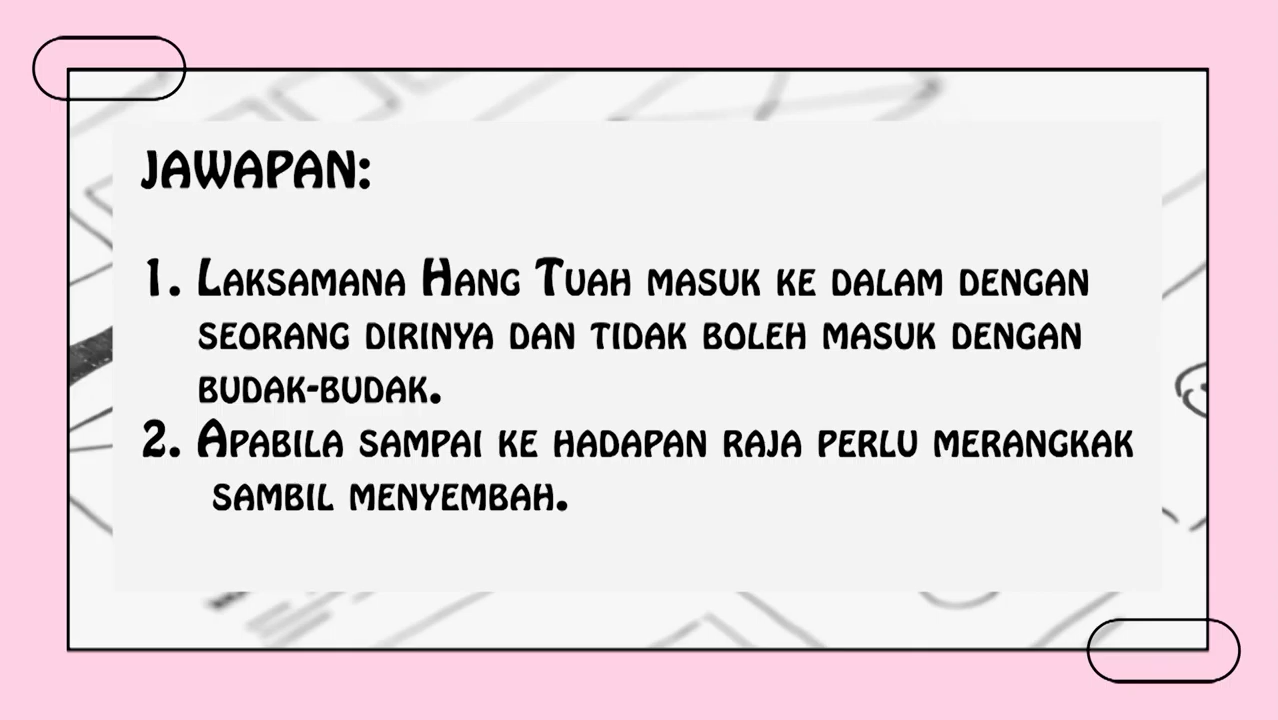 JAWAPAN:
1. LAKSAMANA HANG TUAH MASUK KE DALAM DENGAN
SEORANG DIRINYA DAN TIDAK BOLEH MASUK DENGAN
BUDAK-BUDAK.
2. APABILA SAMPAI KE HADAPAN RAJA PERLU MERANGKAK
SAMBIL MENYEMBAH.